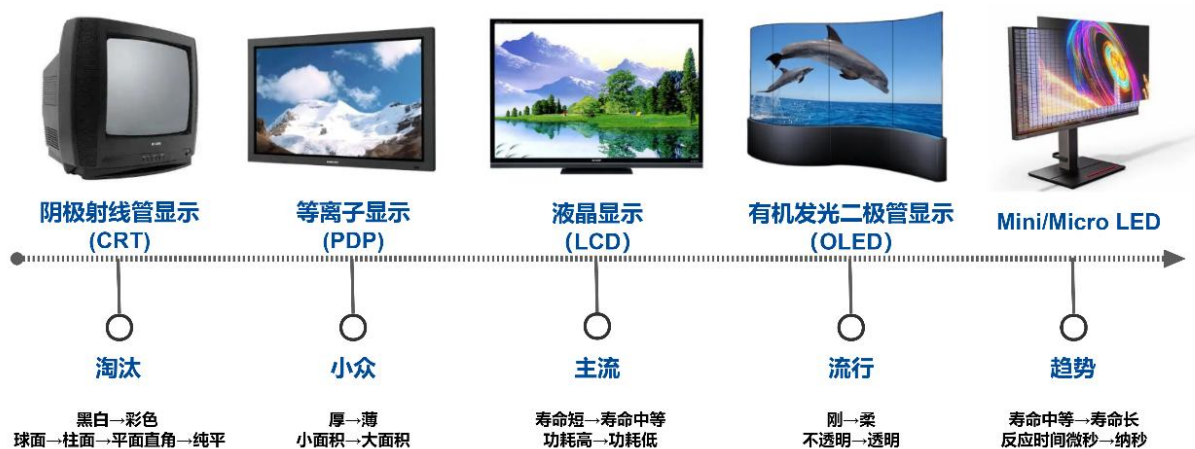 阴极射线管显示
(CRT)
等离子显示
(PDP)
液晶显示
(LCD)
有机发光二极管显示
(OLED)
Mini/Micro LED
淘汰
小众
主流
流行
趋势
黑白→彩色
球面→柱面→平面直角→纯平
厚→薄
小面积→大面积
寿命短→寿命中等
功耗高→功耗低
刚→柔
不透明→透明
寿命中等→寿命长
反应时间微秒→纳秒